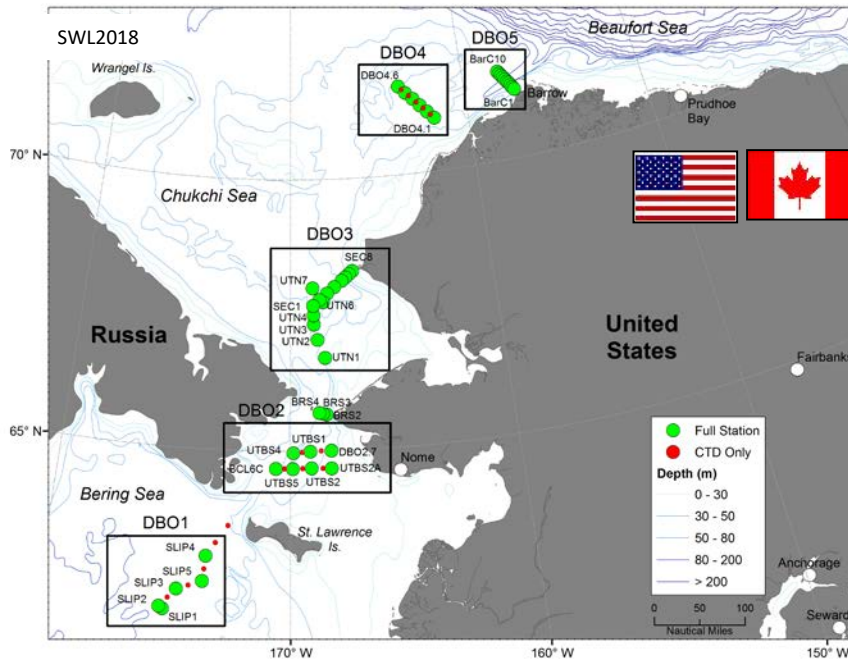 SWL2018
Beaufort Sea
DBO5
DBO4
BarC10
Wrangel Is.
DBO4.6
BarC1
Barrow
DBO4.1
Prudhoe
Bay
70° N
Chukchi Sea
DBO3
SEC8
UTN7
SEC1
UTN6
UTN4
UTN3
UTN2
UTN1
Russia
United
States
Fairbanks
BRS4
BRS3
BRS2
DBO2
65° N
UTBS1
UTBS4
DBO2.7
Nome
BCL6C
UTBS2A
UTBS5
UTBS2
Bering Sea
St. Lawrence
Is.
DBO1
SLIP4
SLIP5
SLIP3
SLIP2
SLIP1
Full Station
CTD Only
Depth (m)
0 - 30
30 - 50
50 - 80
80 - 200
> 200
0 50 100
Nautical Miles
Anchorage
Seward
170° W
160° W
150° W